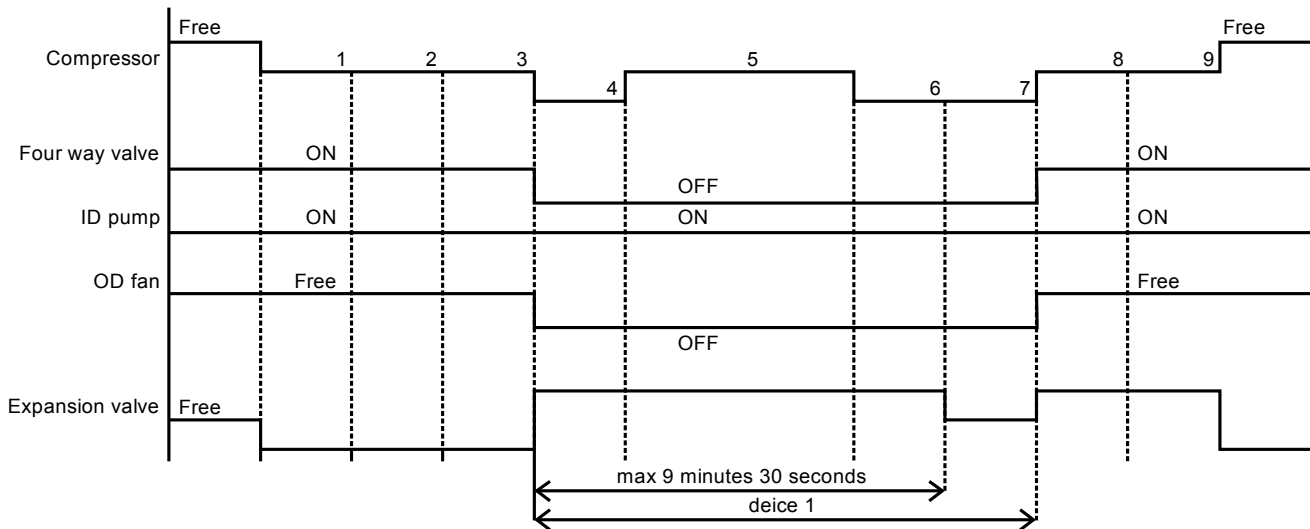 Free Free
Compressor 1 2 3 4 5 6 7 8 9
Four way valve ON OFF ON
ID pump ON ON ON
OD fan Free OFF Free
Expansion valve Free
max 9 minutes 30 seconds
deice 1